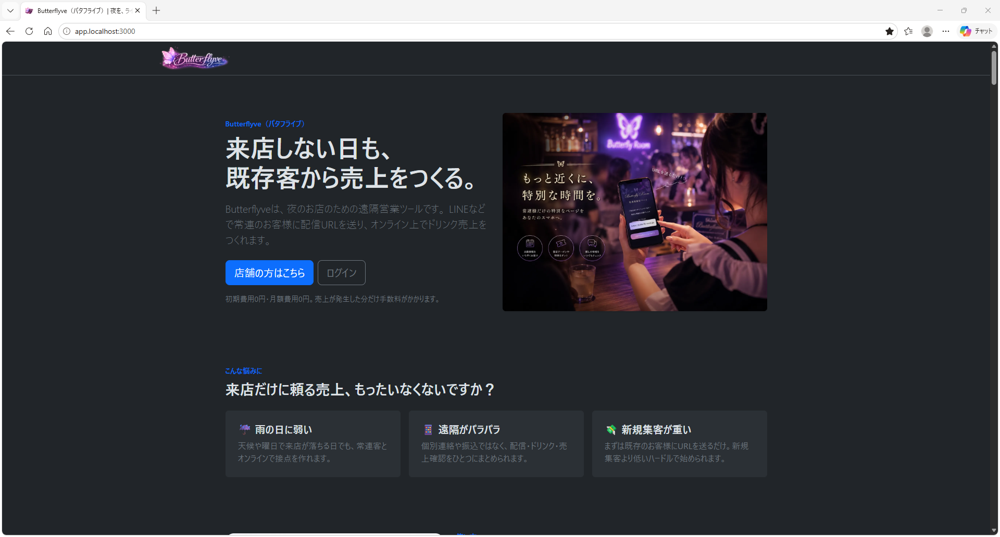 Butterflyve（バタフライブ）| 夜を、ラ
app.localhost:3000
チャット
Butterflyve
Butterflyve（バタフライブ）
来店しない日も、
既存客から売上をつくる。
Butterflyveは、夜のお店のための遠隔営業ツールです。LINEなど
で常連のお客様に配信URLを送り、オンライン上でドリンク売上を
つくれます。
店舗の方はこちら
ログイン
初期費用0円・月額費用0円。売上が発生した分だけ手数料がかかります。
Butterfly Room
URLを送るだけ！
もっと近くに、
特別な時間を。
常連様だけの特別なページを
あなたのスマホへ。
Butterfly Room
こんな悩みに
来店だけに頼る売上、もったいなくないですか？
雨の日に弱い
天候や曜日で来店が落ちる日でも、常連客と
オンラインで接点を作れます。
遠隔がバラバラ
個別連絡や振込ではなく、配信・ドリンク・売
上確認をひとつにまとめられます。
新規集客が重い
まずは既存のお客様にURLを送るだけ。新規
集客より低いハードルで始められます。